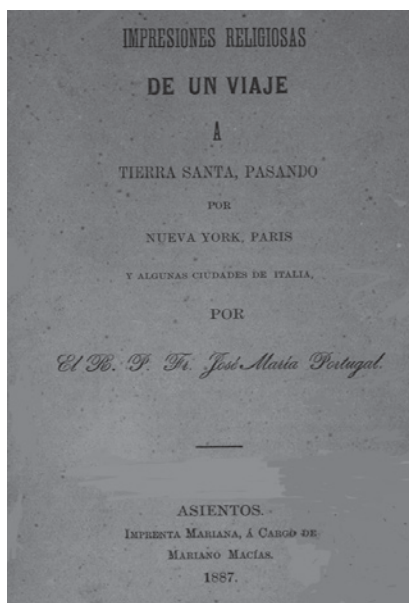 IMPRESIONES RELIGIOSAS
DE UN VIAJE
A
TIERRA SANTA, PASANDO
POR
NUEVA YORK, PARIS
Y ALGUNAS CIUDADES DE ITALIA,
POR
El R. P. Fr. José María Portugal.
ASIENTOS.
IMPRENTA MARIANA, Á CARGO DE
MARIANO MACÍAS.
1887.